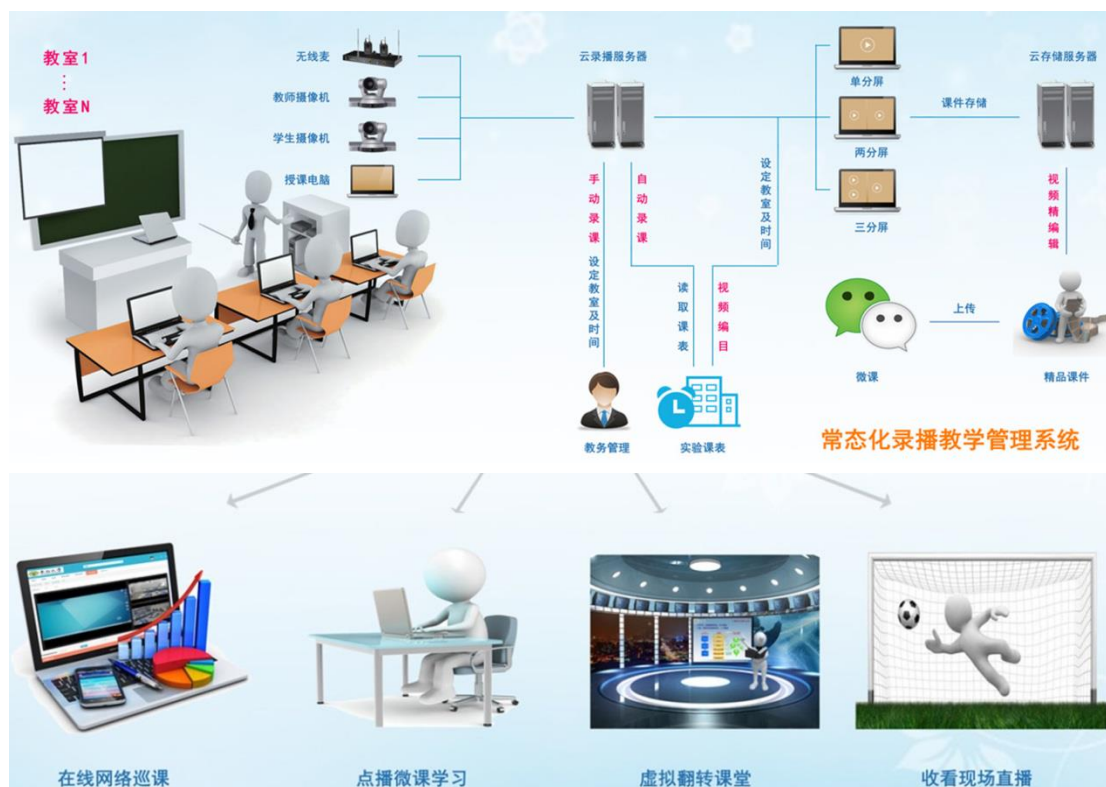 教室1
⋮
教室N
无线麦
教师摄像机
学生摄像机
授课电脑
云录播服务器
手动录课
设定教室及时间
自动录课
读取课表
视频编目
设定教室及时间
教务管理
实验课表
单分屏
两分屏
三分屏
课件存储
云存储服务器
视频精编辑
上传
微课
精品课件
常态化录播教学管理系统
在线网络巡课
点播微课学习
虚拟翻转课堂
收看现场直播